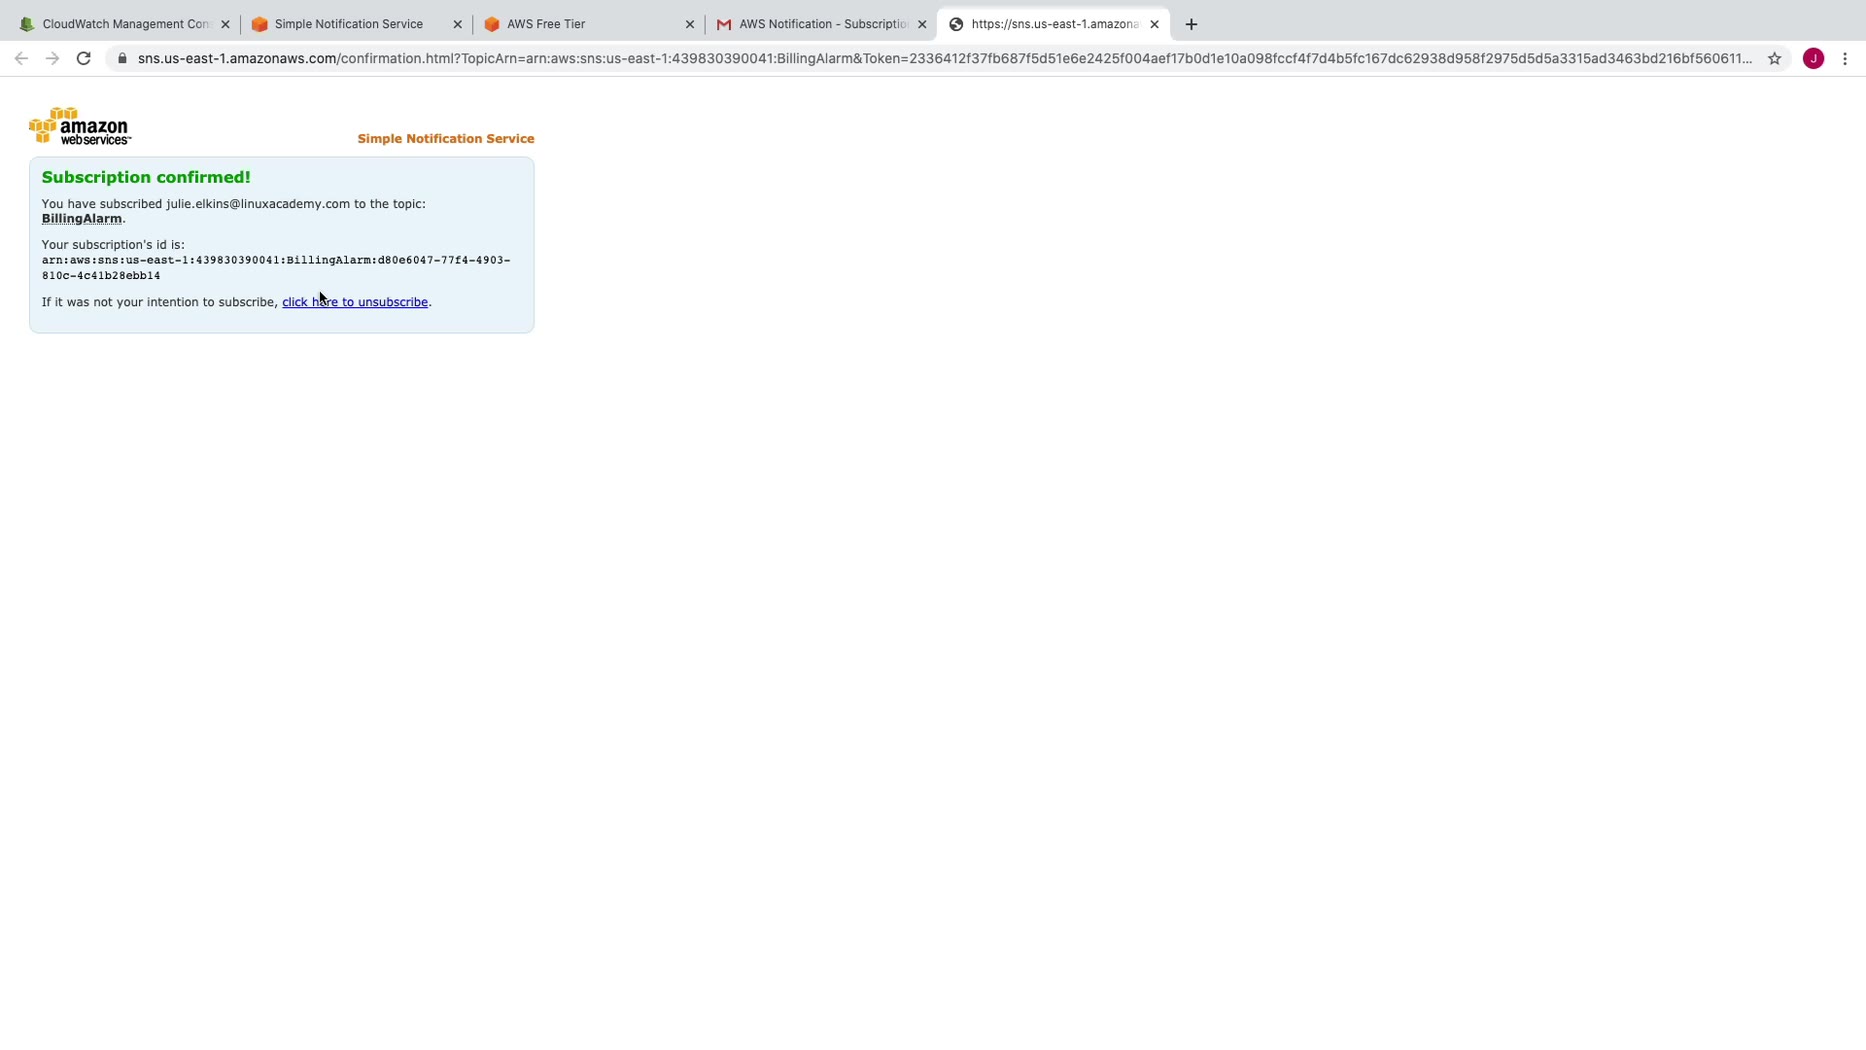 CloudWatch Management Con
Simple Notification Service
AWS Free Tier
AWS Notification - Subscriptio
https://sns.us-east-1.amazona
sns.us-east-1.amazonaws.com/confirmation.html?TopicArn=arn:aws:sns:us-east-1:439830390041:BillingAlarm&Token=2336412f37fb687f5d51e6e2425f004aef17b0d1e10a098fccf4f7d4b5fc167dc62938d958f2975d5d5a3315ad3463bd216bf560611...
J
amazon
webservices™
Simple Notification Service
Subscription confirmed!
You have subscribed julie.elkins@linuxacademy.com to the topic:
BillingAlarm.
Your subscription's id is:
arn:aws:sns:us-east-1:439830390041:BillingAlarm:d80e6047-77f4-4903-
810c-4c41b28ebb14
If it was not your intention to subscribe, click here to unsubscribe.